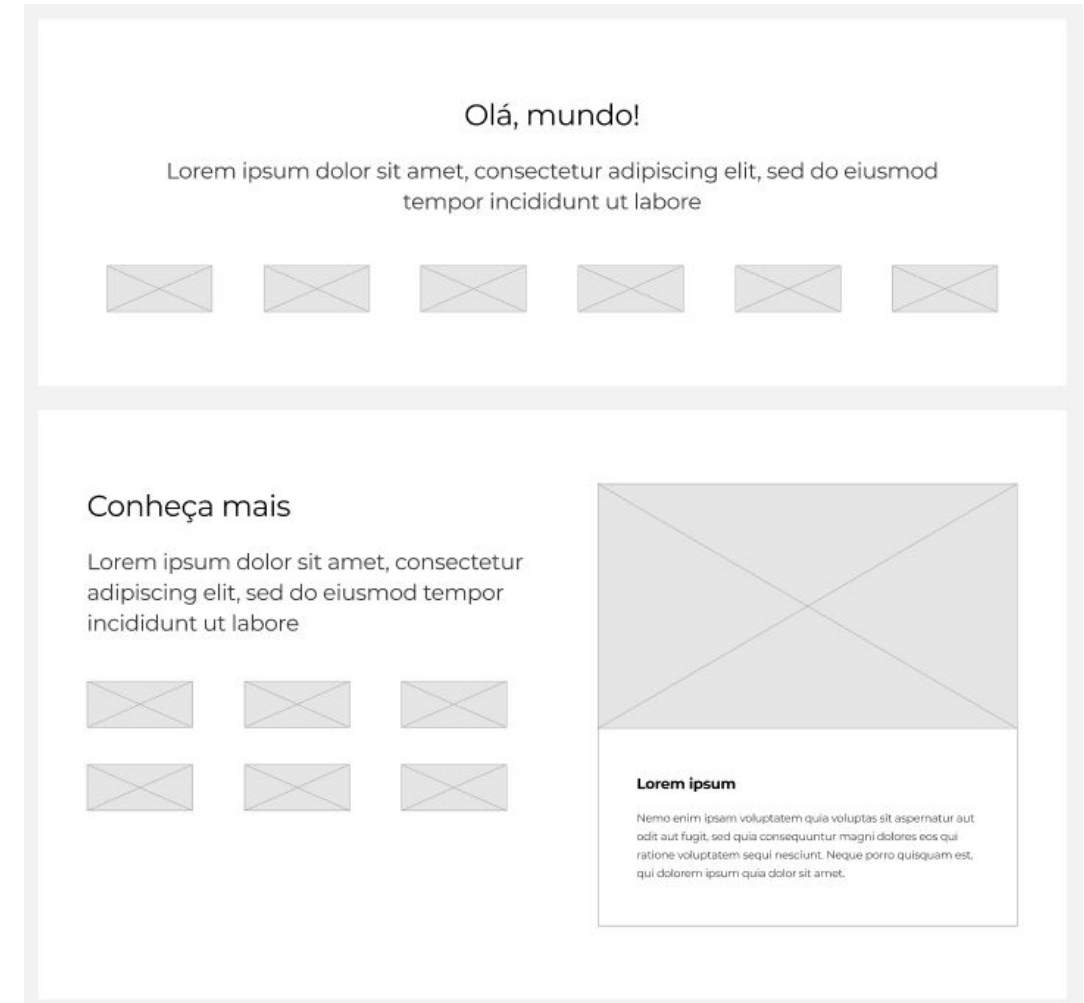 Olá, mundo!
Lorem ipsum dolor sit amet, consectetur adipiscing elit, sed do eiusmod
tempor incididunt ut labore
Conheça mais
Lorem ipsum dolor sit amet, consectetur
adipiscing elit, sed do eiusmod tempor
incididunt ut labore
Lorem ipsum
Nemo enim ipsam voluptatem quia voluptas sit aspernatur aut
odit aut fugit, sed quia consequuntur magni dolores eos qui
ratione voluptatem sequi nesciunt. Neque porro quisquam est,
qui dolorem ipsum quia dolor sit amet.